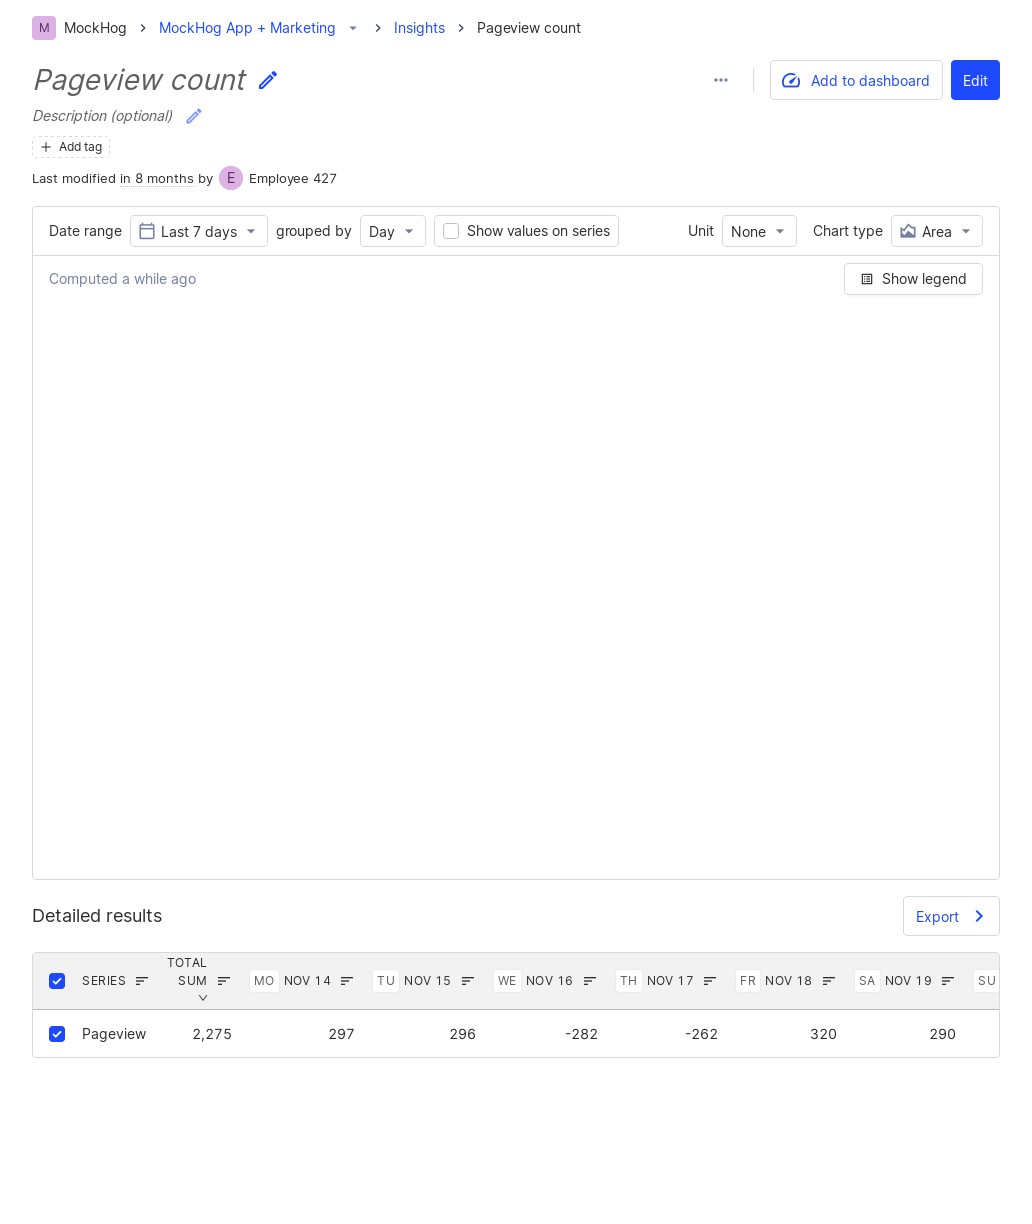 M MockHog MockHog App + Marketing Insights Pageview count
Pageview count
Add to dashboard Edit
Description (optional)
Add tag
Last modified in 8 months by E Employee 427
Date range Last 7 days grouped by Day Show values on series Unit None Chart type Area
Computed a while ago Show legend
Detailed results Export
SERIES TOTAL SUM MO NOV 14 TU NOV 15 WE NOV 16 TH NOV 17 FR NOV 18 SA NOV 19 SU
Pageview 2,275 297 296 -282 -262 320 290